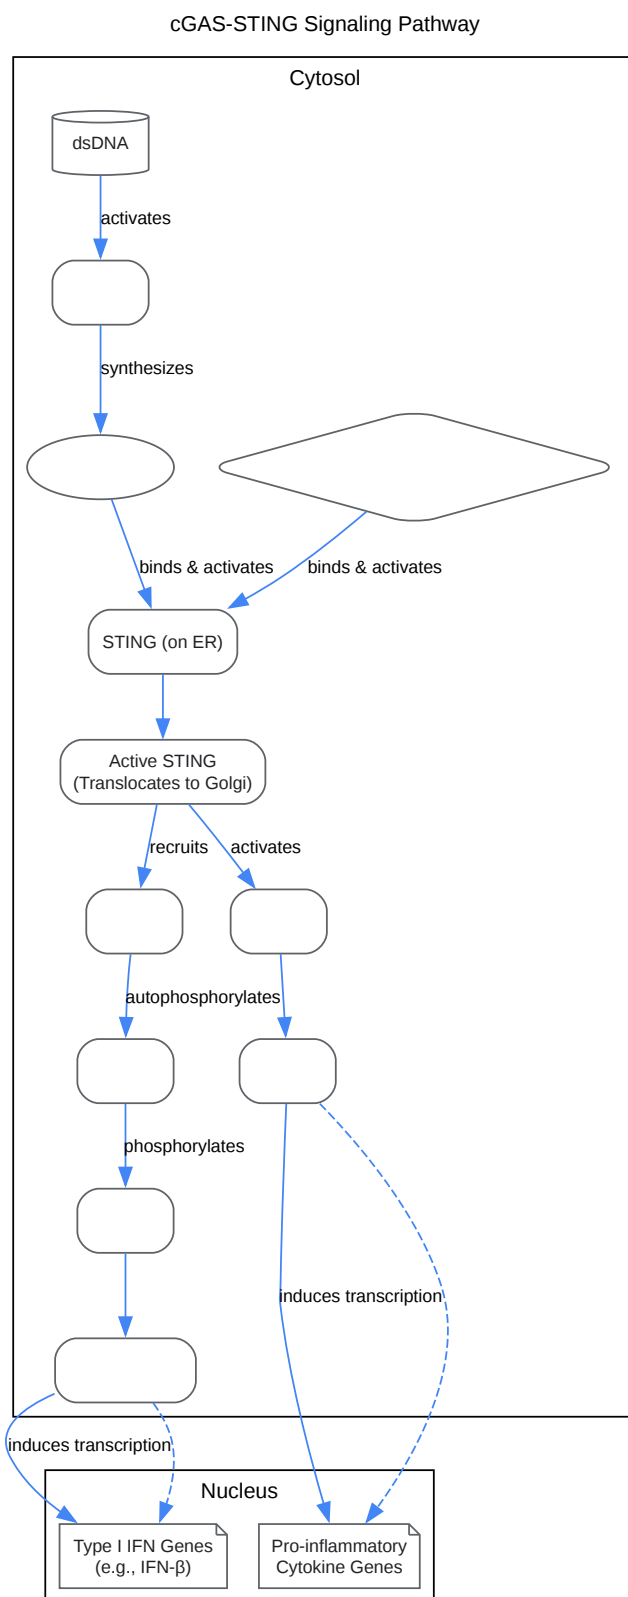 cGAS-STING Signaling Pathway
Cytosol
dsDNA
activates
synthesizes
binds & activates
binds & activates
STING (on ER)
Active STING
(Translocates to Golgi)
recruits
activates
autophosphorylates
phosphorylates
induces transcription
induces transcription
Nucleus
Type I IFN Genes
(e.g., IFN-β)
Pro-inflammatory
Cytokine Genes